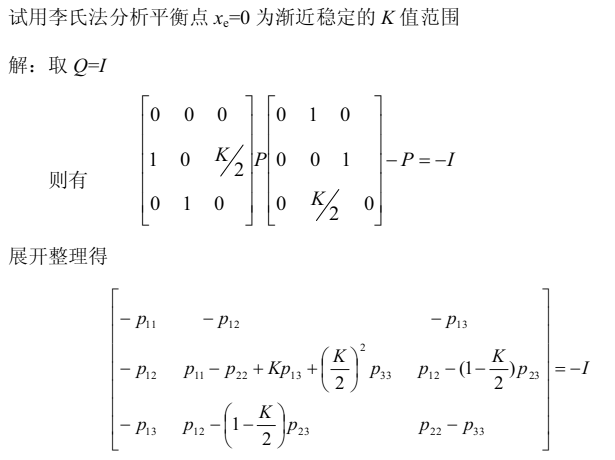 试用李氏法分析平衡点 xₑ=0 为渐近稳定的 K 值范围
解：取 Q=I
则有 \begin{bmatrix} 0 & 0 & 0 \\ 1 & 0 & K/2 \\ 0 & 1 & 0 \end{bmatrix} P \begin{bmatrix} 0 & 1 & 0 \\ 0 & 0 & 1 \\ 0 & K/2 & 0 \end{bmatrix} - P = -I
展开整理得
\begin{bmatrix} -p_{11} & -p_{12} & -p_{13} \\ -p_{12} & p_{11} - p_{22} + Kp_{13} + \left(\frac{K}{2}\right)^2 p_{33} & p_{12} - (1 - \frac{K}{2})p_{23} \\ -p_{13} & p_{12} - \left(1 - \frac{K}{2}\right)p_{23} & p_{22} - p_{33} \end{bmatrix} = -I